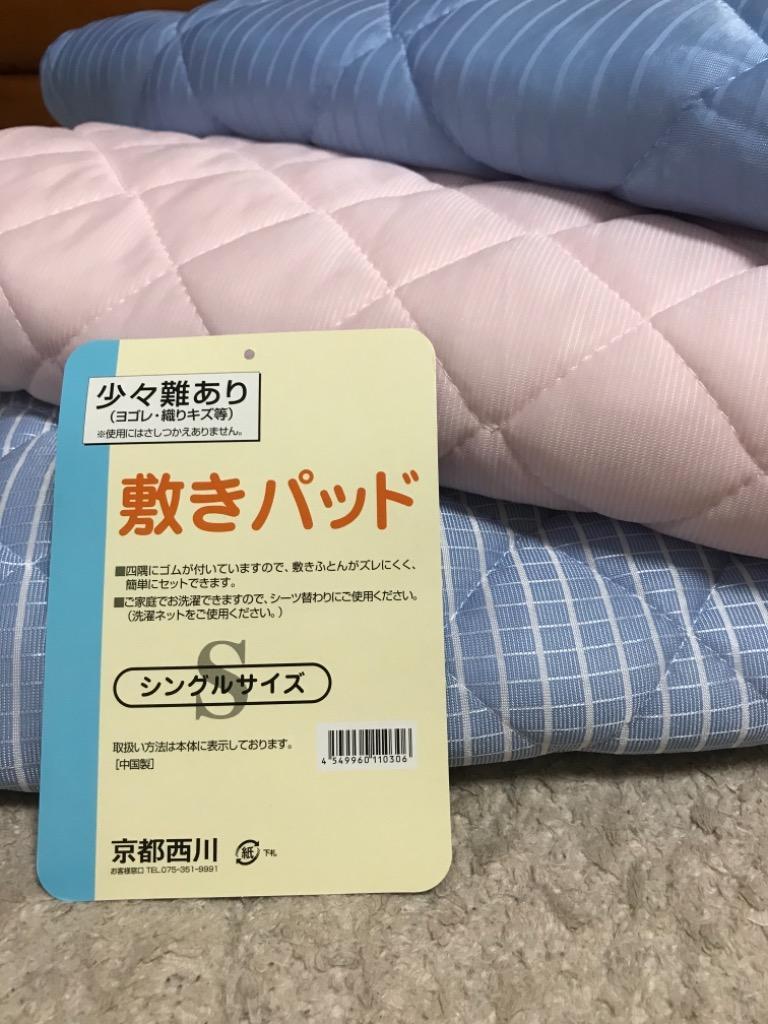 少々難あり
(ヨゴレ・織りキズ等)
※使用にはさしつかえありません。
敷きパッド
■四隅にゴムが付いていますので、敷きふとんがズレにくく、
簡単にセットできます。
■ご家庭でお洗濯できますので、シーツ替わりにご使用ください。
(洗濯ネットをご使用ください。)
S
シングルサイズ
取扱い方法は本体に表示しております。
[中国製]
4 549960 110306
京都西川
紙 下札
お客様窓口 TEL.075-351-9991